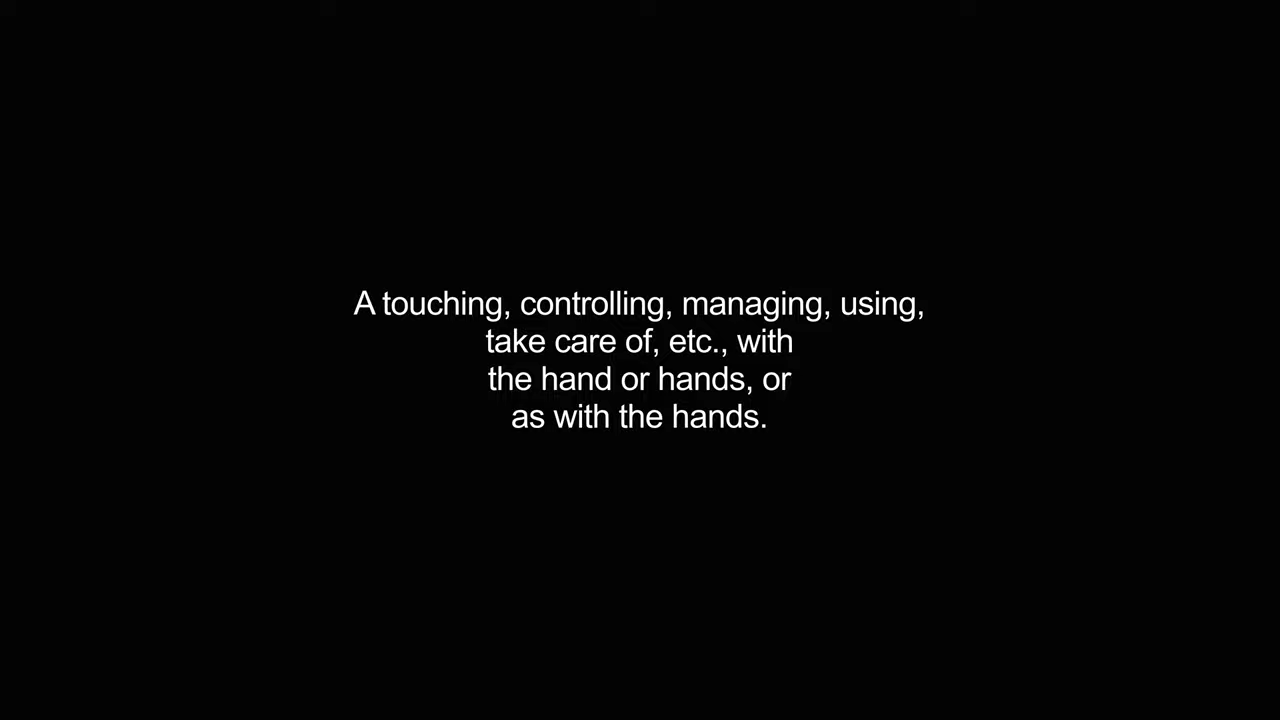 A touching, controlling, managing, using,
take care of, etc., with
the hand or hands, or
as with the hands.